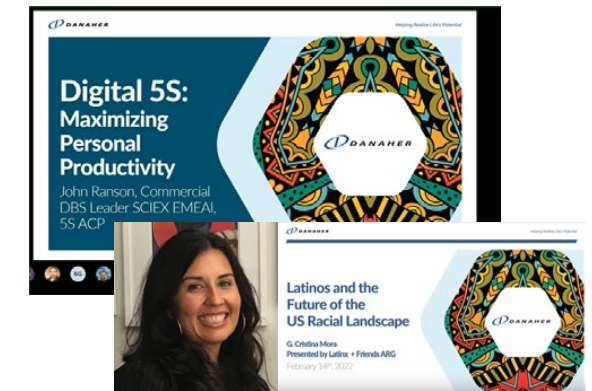 DANAHER
Helping Realize Life's Potential
Digital 5S:
Maximizing
Personal
Productivity
John Ranson, Commercial
DBS Leader SCIEX EMEAI,
5S ACP
DANAHER
BG
DANAHER
Helping Realize Life's Potential
Latinos and the
Future of the
US Racial Landscape
G. Cristina Mora
Presented by Latinx + Friends ARG
February 14th, 2022
DANAHER